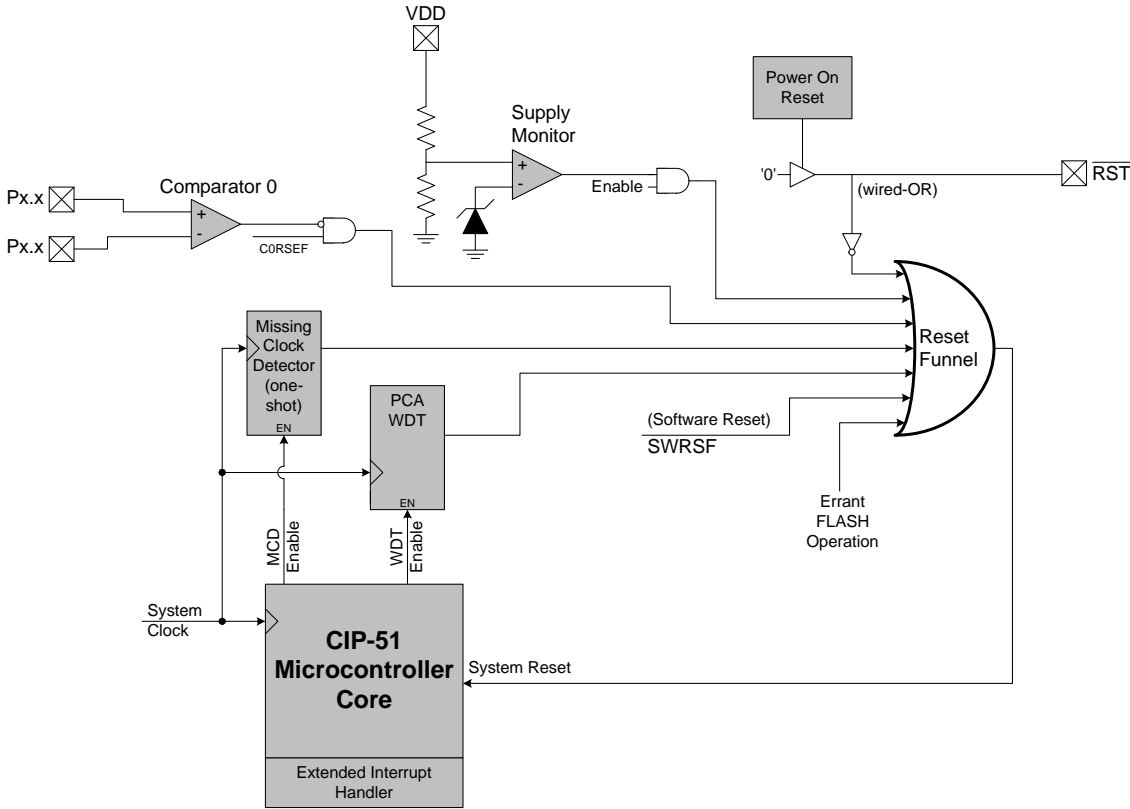 VDD
Power On
Reset
Supply
Monitor
+
-
Enable
'0'
(wired-OR)
RST
Comparator 0
Px.x
Px.x
+
-
C0RSEF
Missing
Clock
Detector
(one-
shot)
EN
PCA
WDT
EN
Reset
Funnel
(Software Reset)
SWRSF
Errant
FLASH
Operation
MCD
Enable
WDT
Enable
System
Clock
CIP-51
Microcontroller
Core
System Reset
Extended Interrupt
Handler